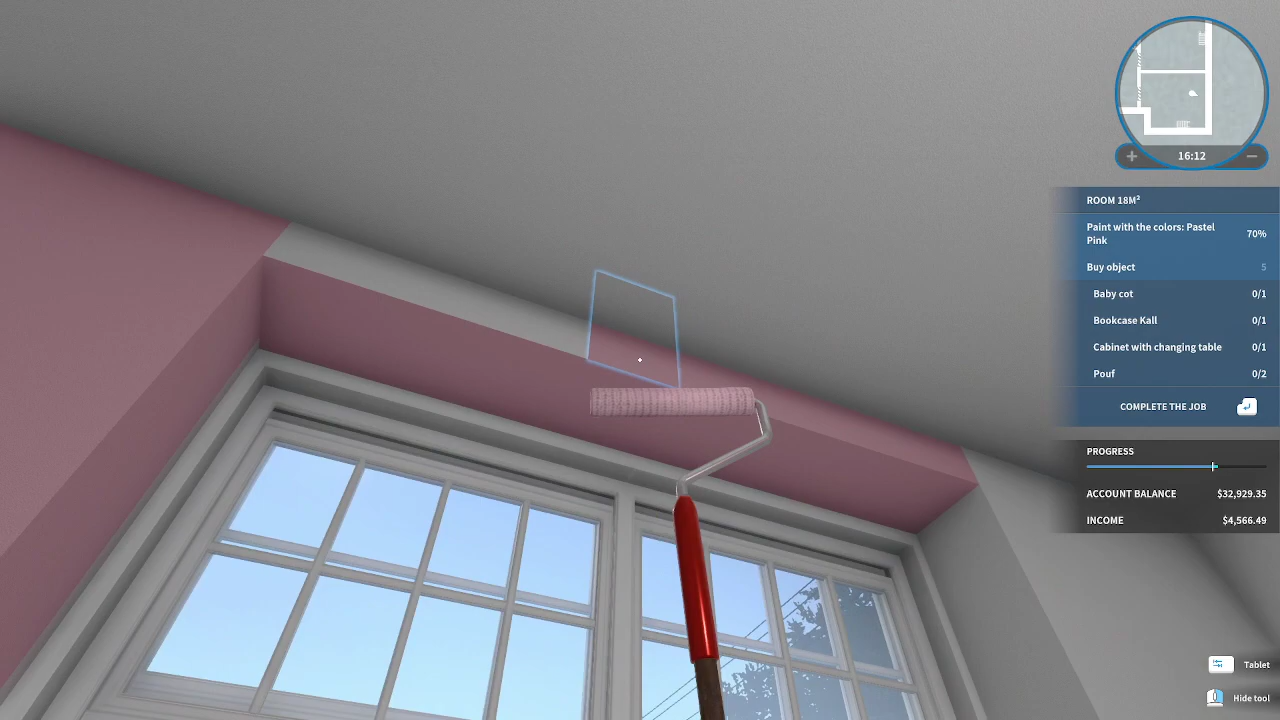 16:12
ROOM 18M²
Paint with the colors: Pastel
Pink
70%
Buy object 5
Baby cot 0/1
Bookcase Kall 0/1
Cabinet with changing table 0/1
Pouf 0/2
COMPLETE THE JOB
PROGRESS
ACCOUNT BALANCE $32,929.35
INCOME $4,566.49
Tablet
Hide tool